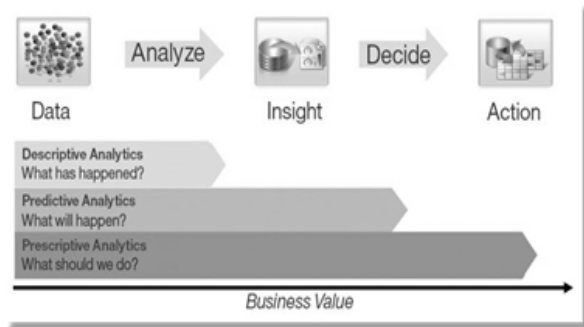 Analyze
Decide
Data
Insight
Action
Descriptive Analytics
What has happened?
Predictive Analytics
What will happen?
Prescriptive Analytics
What should we do?
Business Value